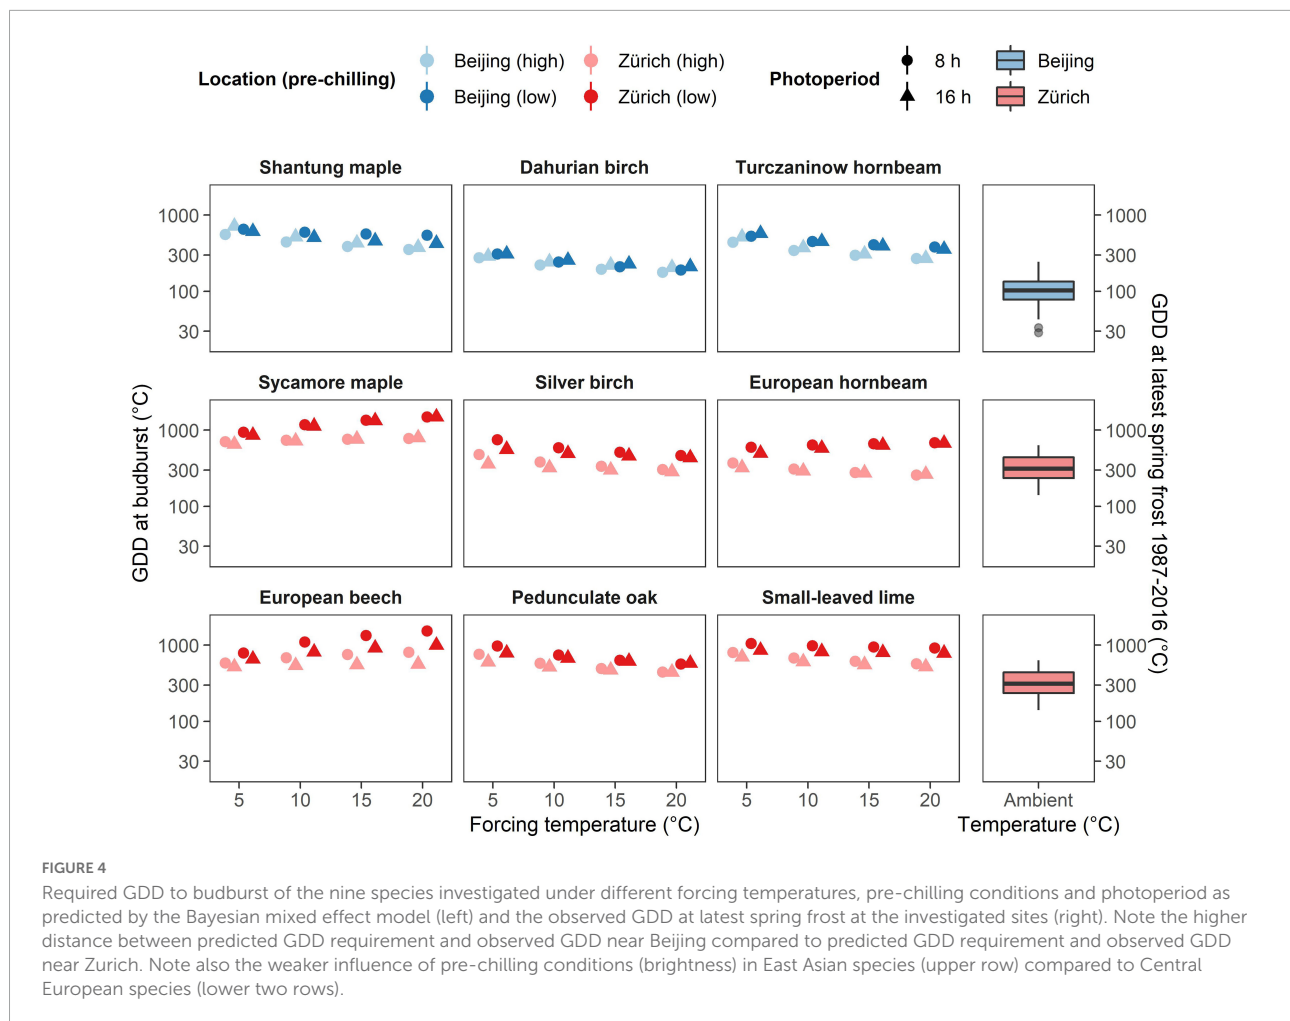 Location (pre-chilling)
Beijing (high)
Zürich (high)
Beijing (low)
Zürich (low)
Photoperiod
8 h
16 h
Beijing
Zürich
Shantung maple
Dahurian birch
Turczaninow hornbeam
1000
300
100
30
1000
300
100
30
Sycamore maple
Silver birch
European hornbeam
1000
300
100
30
1000
300
100
30
European beech
Pedunculate oak
Small-leaved lime
1000
300
100
30
1000
300
100
30
GDD at budburst (°C)
GDD at latest spring frost 1987-2016 (°C)
5 10 15 20
5 10 15 20
5 10 15 20
Ambient
Forcing temperature (°C)
Temperature (°C)
FIGURE 4
Required GDD to budburst of the nine species investigated under different forcing temperatures, pre-chilling conditions and photoperiod as
predicted by the Bayesian mixed effect model (left) and the observed GDD at latest spring frost at the investigated sites (right). Note the higher
distance between predicted GDD requirement and observed GDD near Beijing compared to predicted GDD requirement and observed GDD
near Zurich. Note also the weaker influence of pre-chilling conditions (brightness) in East Asian species (upper row) compared to Central
European species (lower two rows).